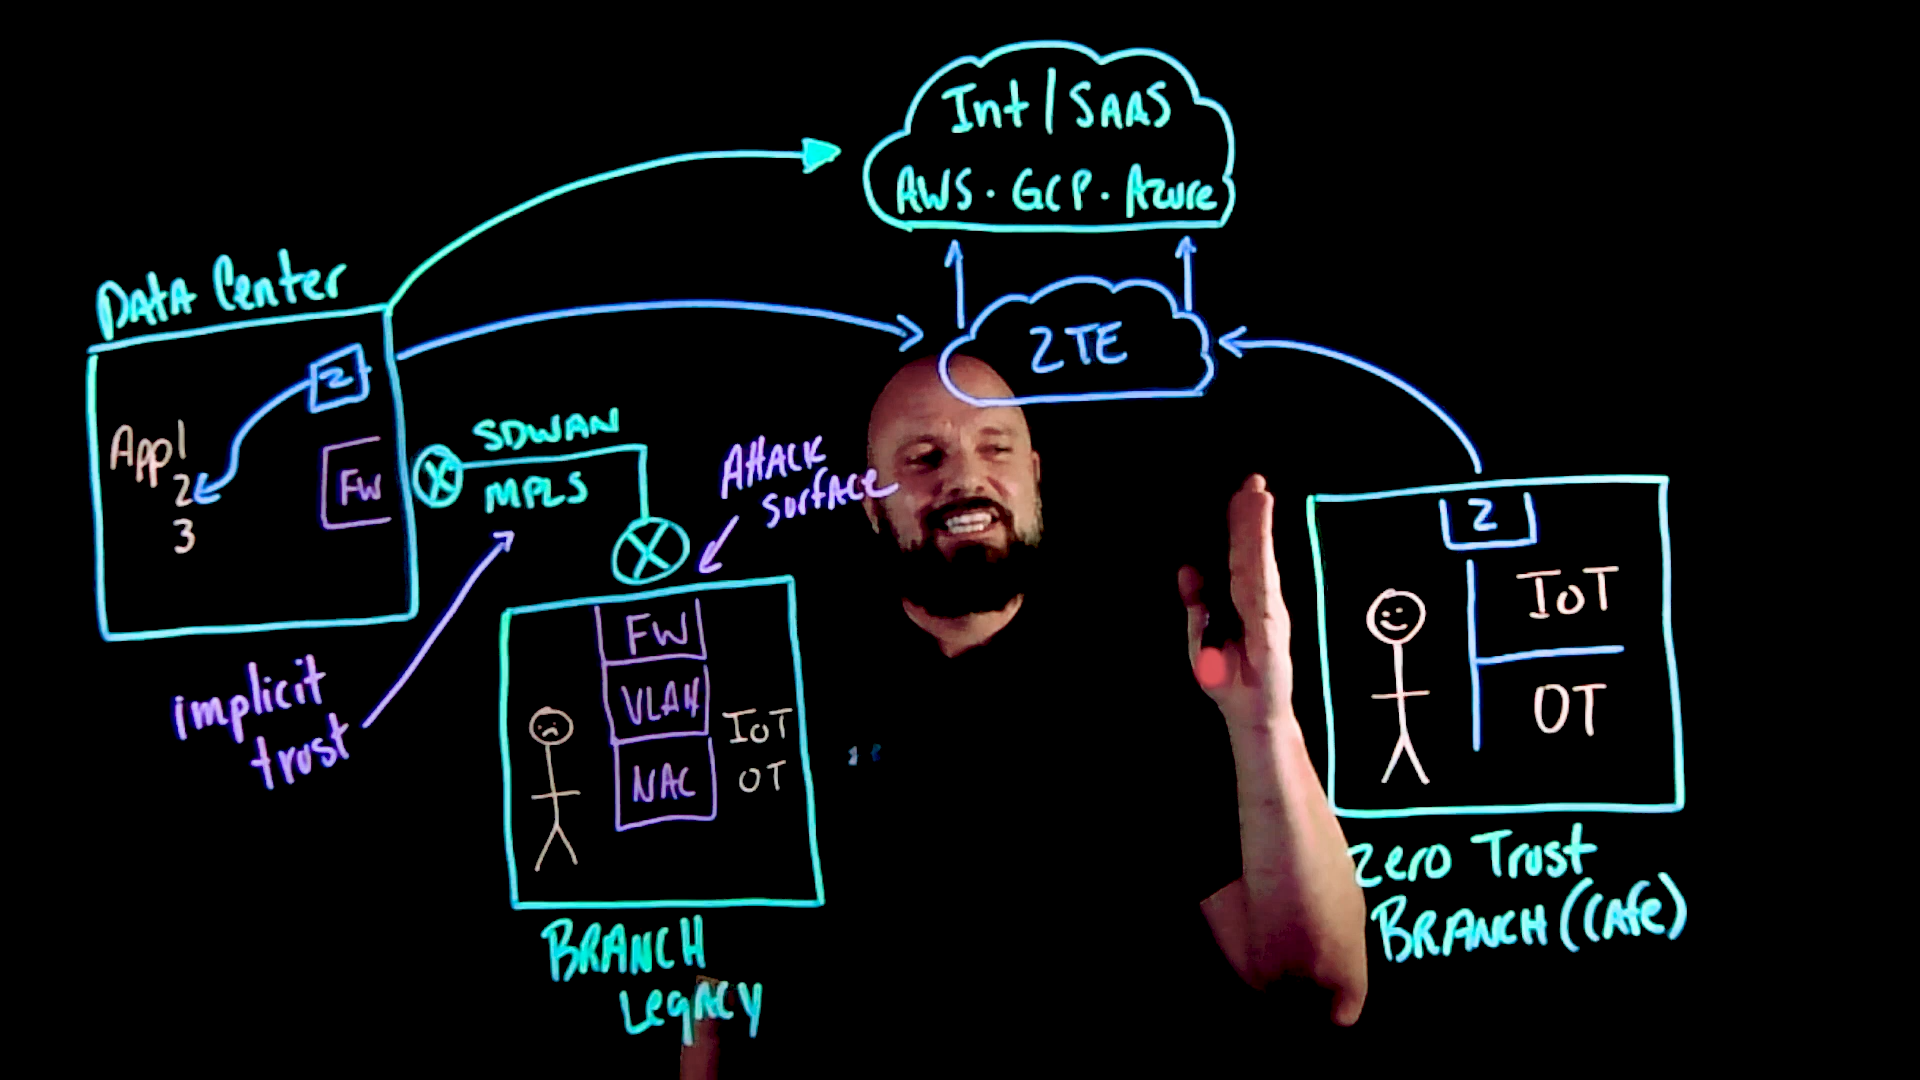 Int | SAAS
AWS · GCP · Azure
DATA Center
ZTE
Z
App 1
2
3
FW
SDWAN
MPLS
Attack
surface
implicit
trust
FW
VLAN
NAC
IoT
OT
BRANCH
Legacy
Z
IoT
OT
Zero Trust
BRANCH (CAfe)